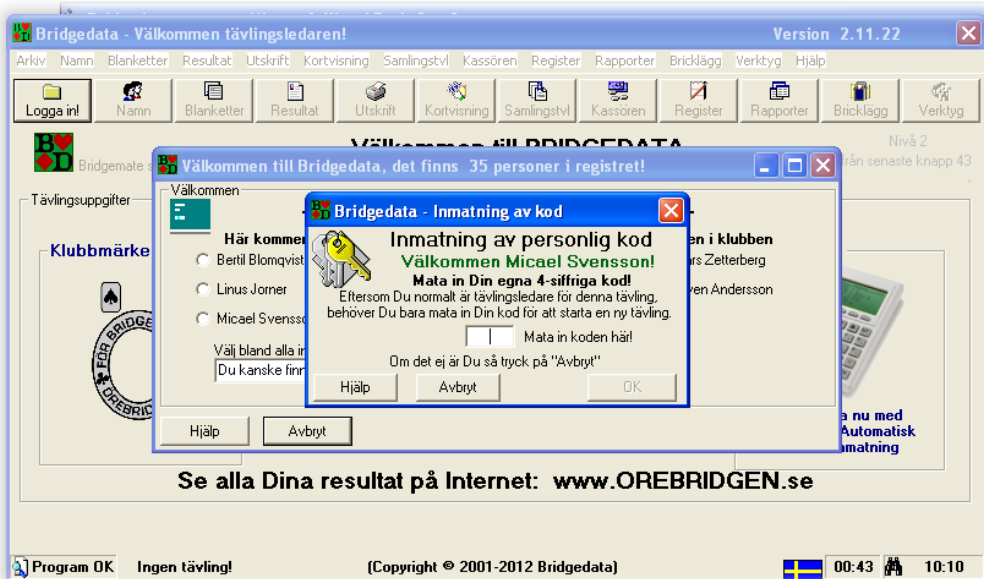 Bridgedata - Välkommen tävlingsledaren!
Version 2.11.22
Arkiv Namn Blanketter Resultat Utskrift Kortvisning Samlingstvl Kassören Register Rapporter Bricklägg Verktyg Hjälp
Logga in! Namn Blanketter Resultat Utskrift Kortvisning Samlingstvl Kassören Register Rapporter Bricklägg Verktyg
Välkommen till BRIDGEDATA
Nivå 2
Bridgemate
från senaste knapp 43
Välkommen till Bridgedata, det finns 35 personer i registret!
Tävlingsuppgifter
Välkommen
Klubbmärke
Här kommer
i klubben
Bertil Blomqvist
Zetterberg
Linus Jorner
Andersson
Micael Svensson
Välj bland alla
Du kanske
Bridgedata - Inmatning av kod
Inmatning av personlig kod
Välkommen Micael Svensson!
Mata in Din egna 4-siffriga kod!
Eftersom Du normalt är tävlingsledare för denna tävling,
behöver Du bara mata in Din kod för att starta en ny tävling.
Mata in koden här!
Om det ej är Du så tryck på "Avbryt"
Hjälp Avbryt OK
Hjälp Avbryt
FÖR
nu med
Automatisk
Se alla Dina resultat på Internet: www.OREBRIDGEN.se
Program OK Ingen tävling! (Copyright © 2001-2012 Bridgedata) 00:43 10:10